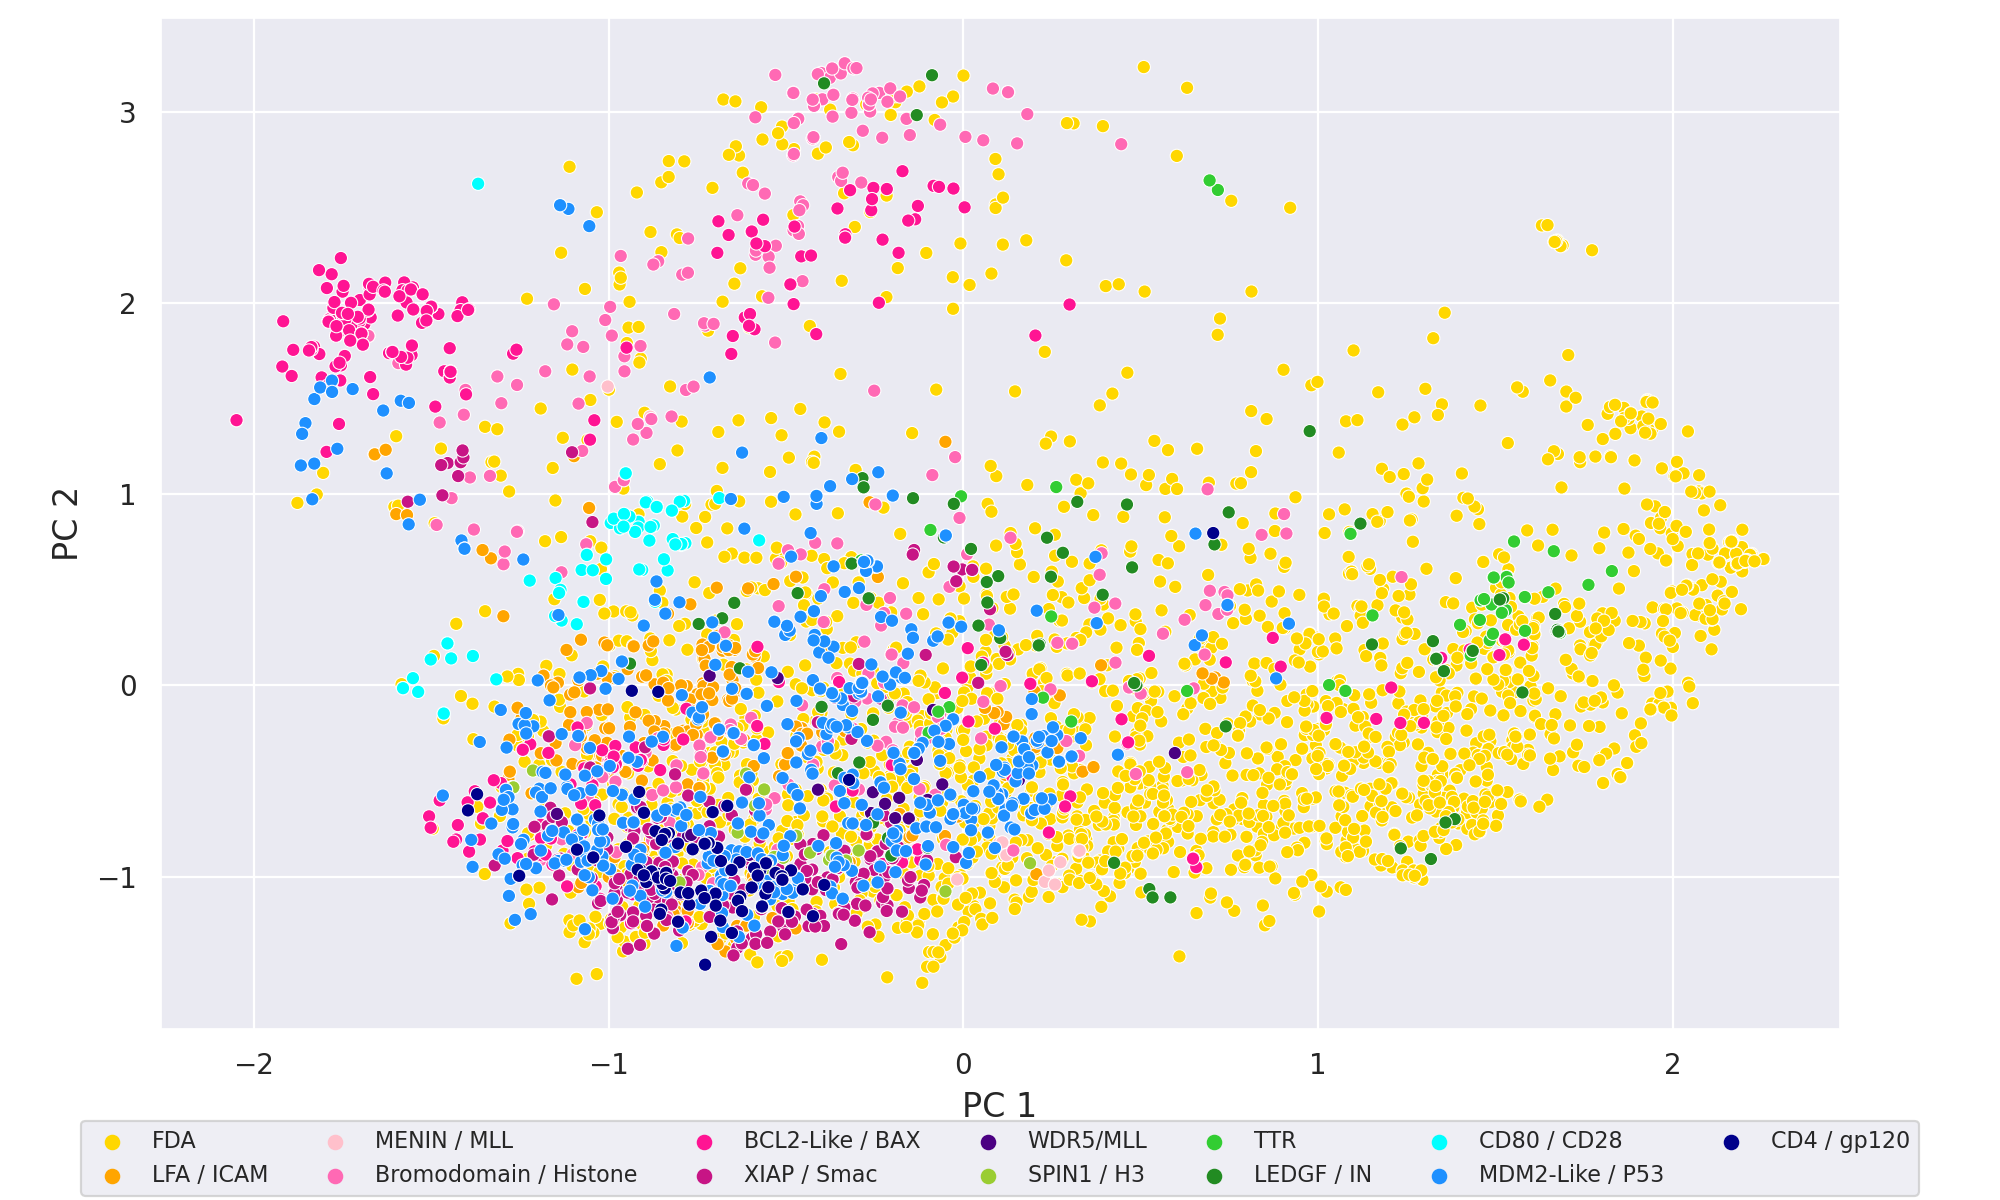 3
2
1
0
−1
PC 2
−2 −1 0 1 2
PC 1
FDA MENIN / MLL BCL2-Like / BAX WDR5/MLL TTR CD80 / CD28 CD4 / gp120
LFA / ICAM Bromodomain / Histone XIAP / Smac SPIN1 / H3 LEDGF / IN MDM2-Like / P53